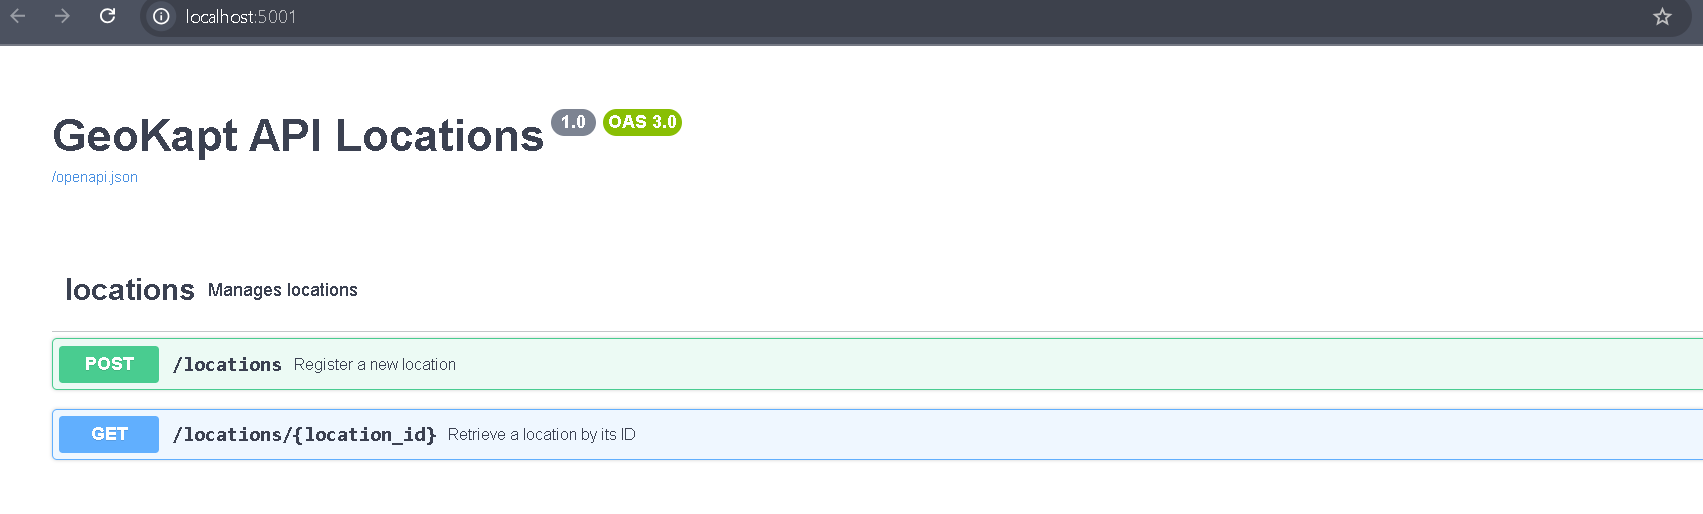 localhost:5001
GeoKapt API Locations 1.0 OAS 3.0
/openapi.json
locations Manages locations
POST /locations Register a new location
GET /locations/{location_id} Retrieve a location by its ID